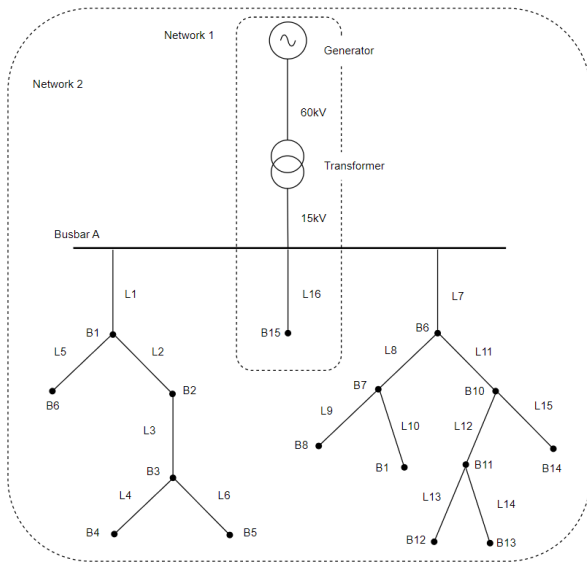 Network 1
Generator
Network 2
60kV
Transformer
15kV
Busbar A
L1
L16
L7
B1
B15
B6
L5
L2
L8
L11
B6
B2
B7
B10
L3
L9
L10
L12
L15
B8
B1
B11
B14
B3
L4
L6
L13
L14
B4
B5
B12
B13